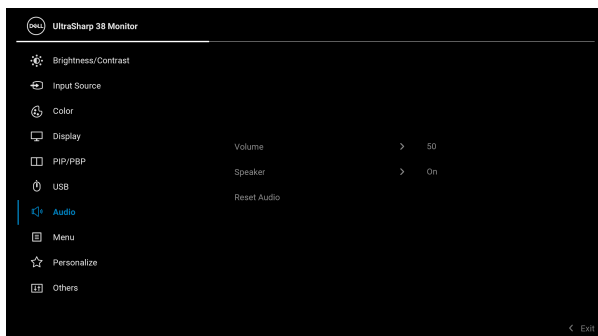 DELL UltraSharp 38 Monitor
Brightness/Contrast
Input Source
Color
Display
PIP/PBP
USB
Audio
Menu
Personalize
Others
Volume > 50
Speaker > On
Reset Audio
< Exit